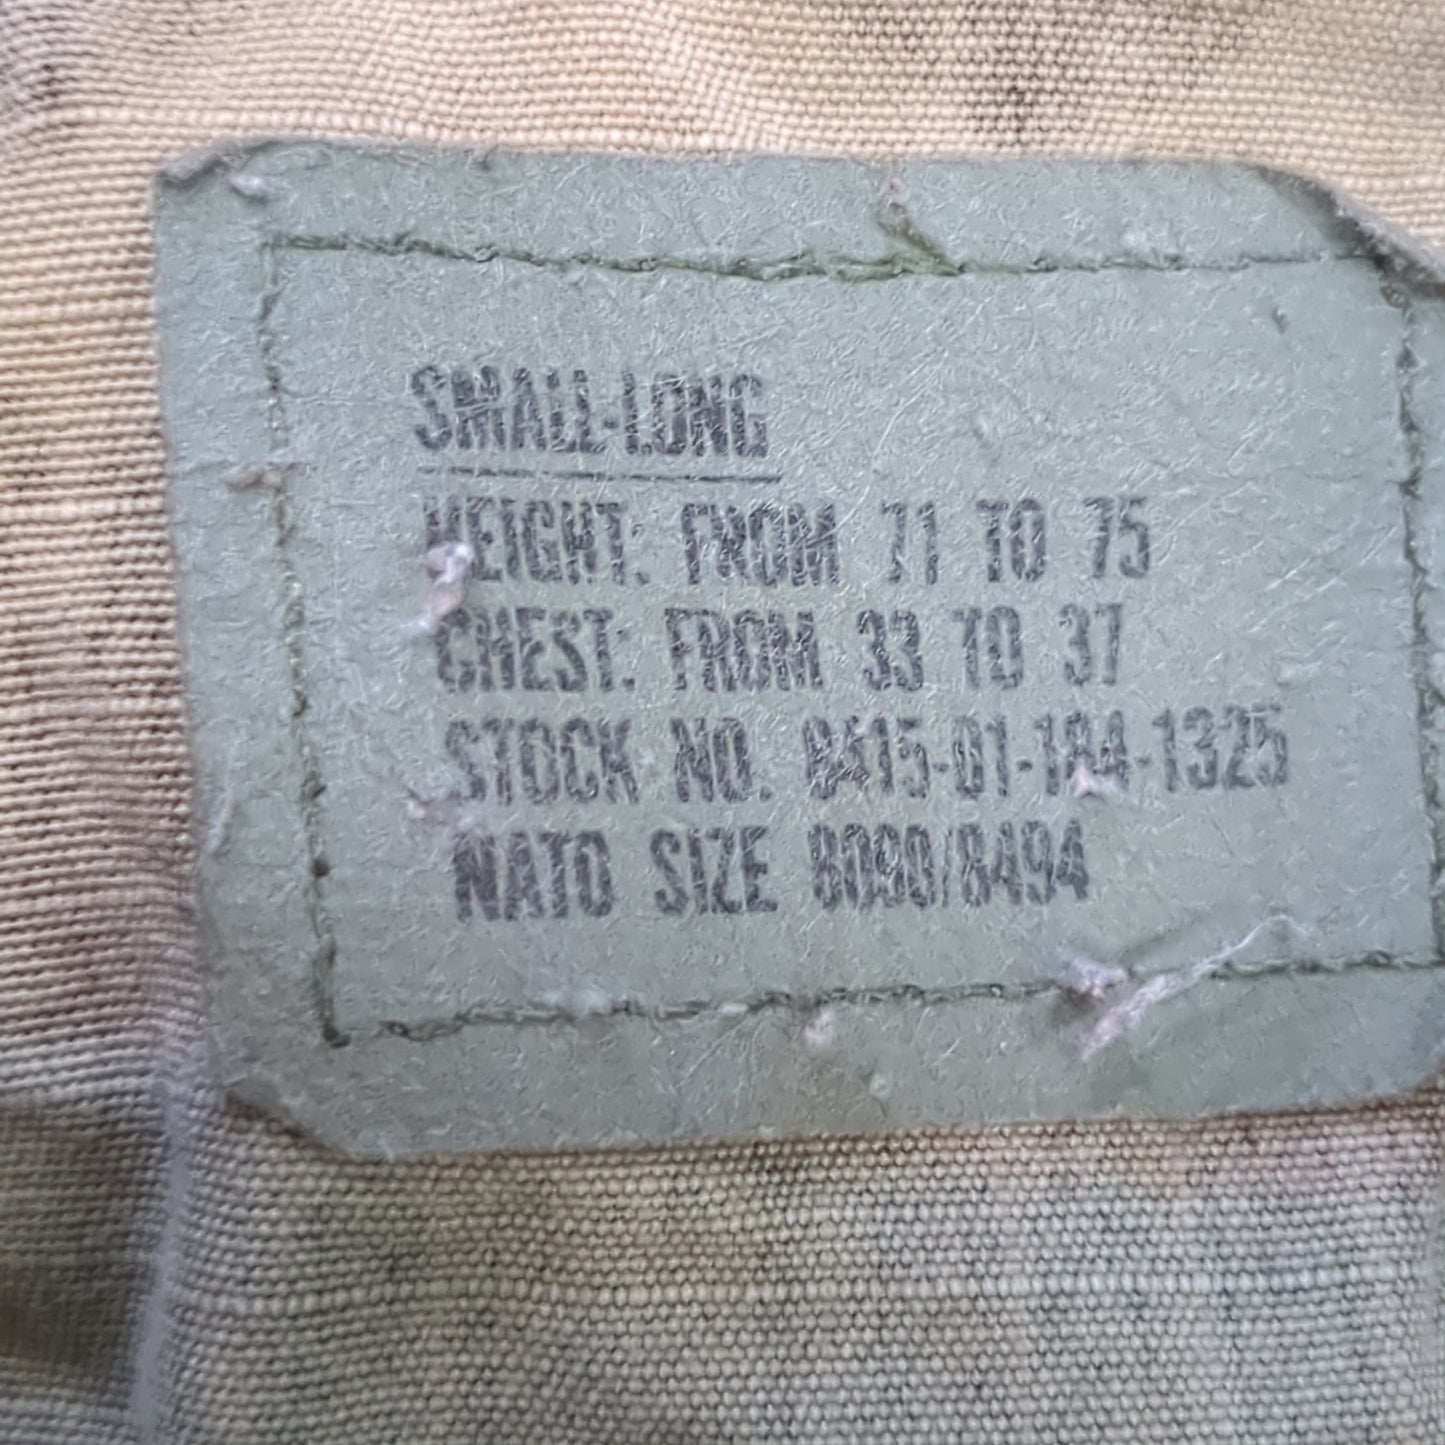 SMALL-LONG
HEIGHT: FROM 71 TO 75
CHEST: FROM 33 TO 37
STOCK NO. 8415-01-184-1325
NATO SIZE 8090/8494